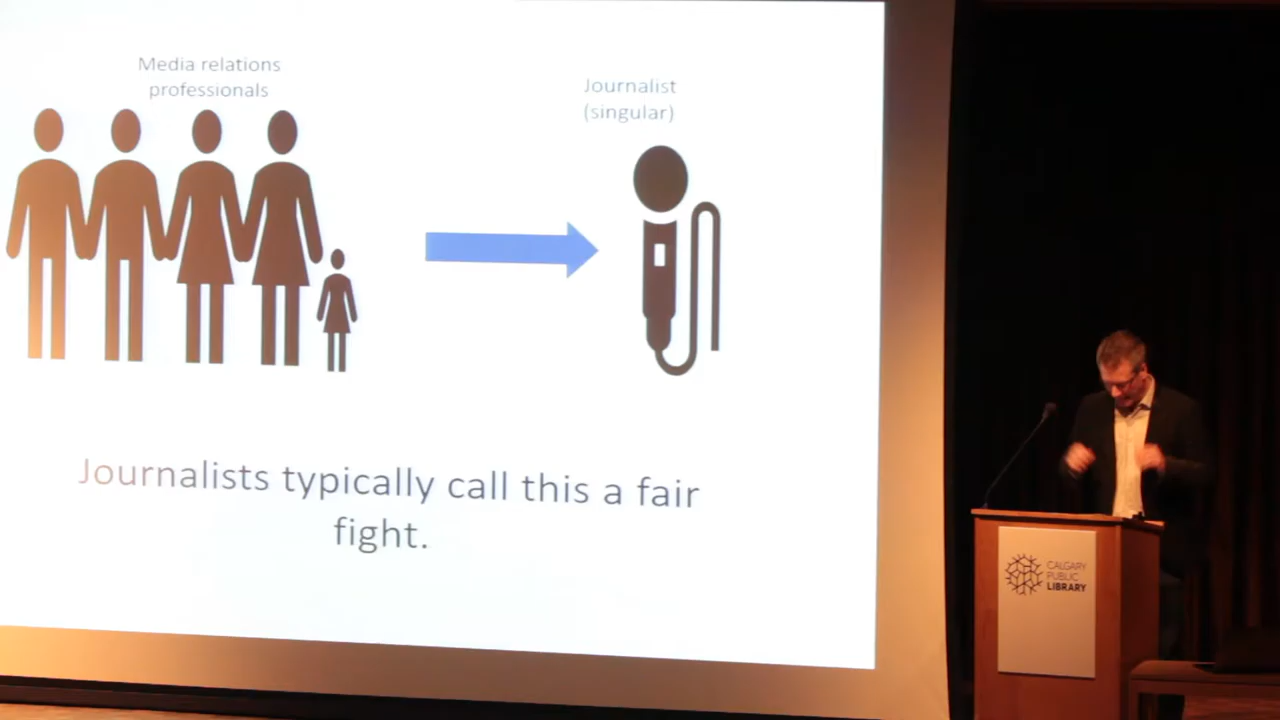 Media relations
professionals
Journalist
(singular)
Journalists typically call this a fair
fight.
CALGARY
PUBLIC
LIBRARY